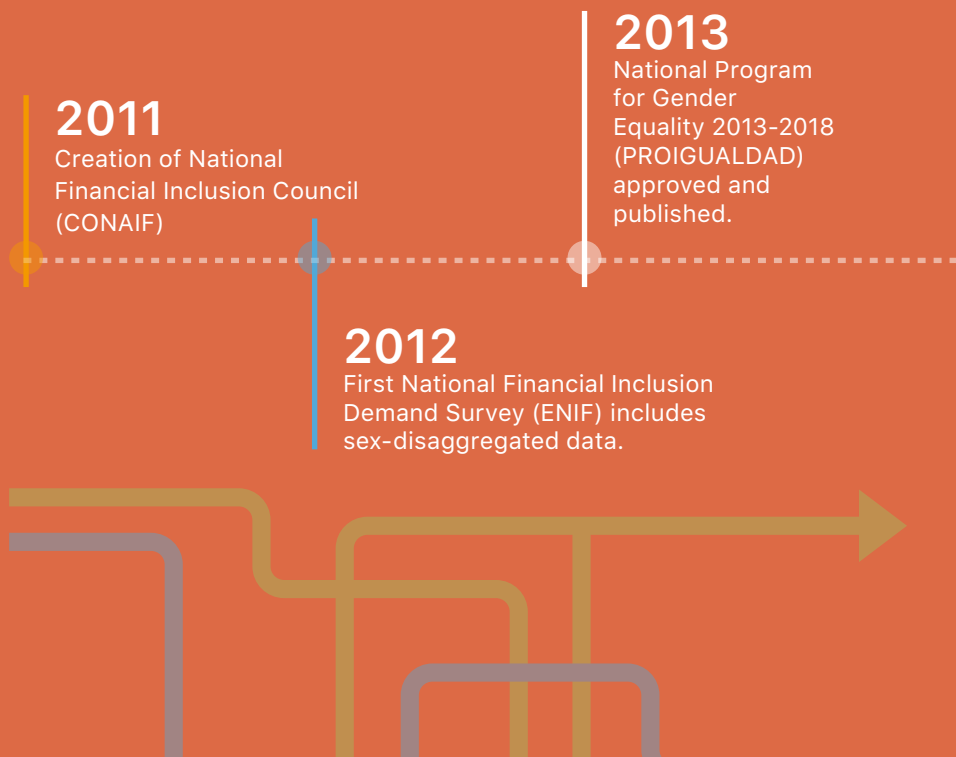 2011
Creation of National
Financial Inclusion Council
(CONAIF)
2012
First National Financial Inclusion
Demand Survey (ENIF) includes
sex-disaggregated data.
2013
National Program
for Gender
Equality 2013-2018
(PROIGUALDAD)
approved and
published.